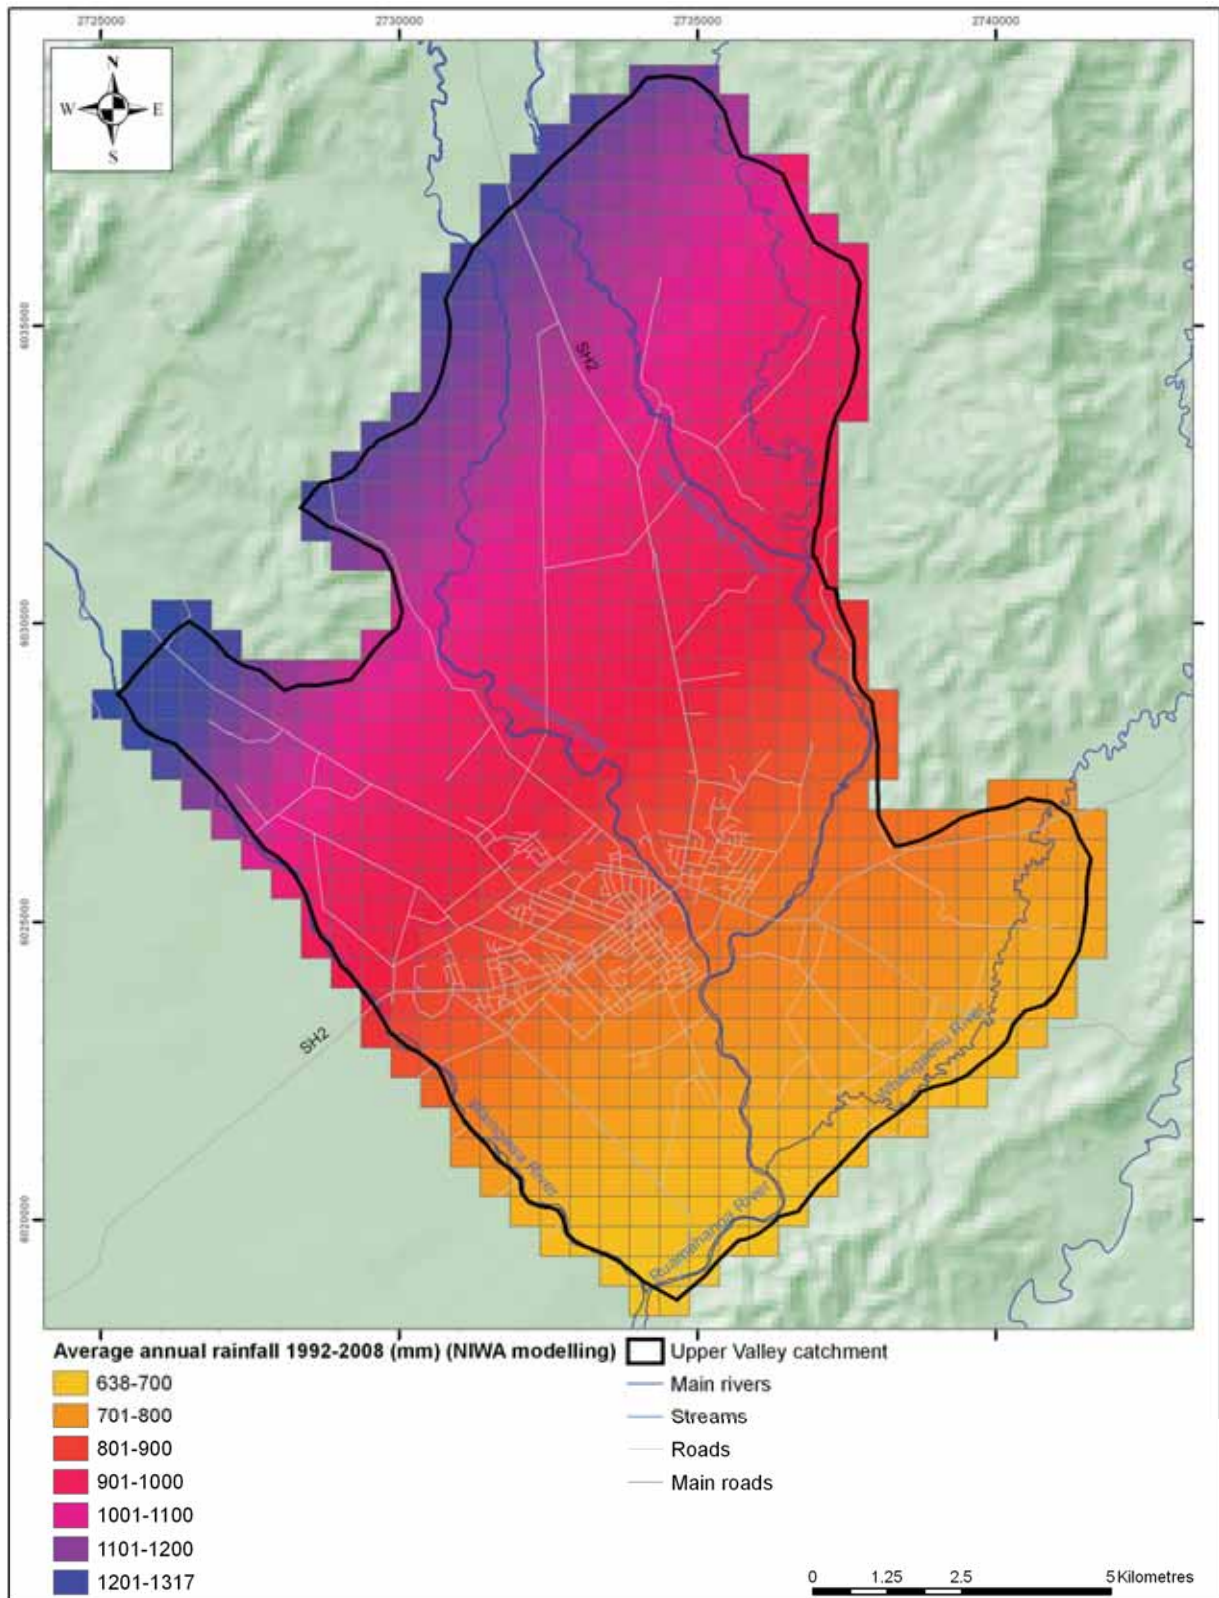 2725000
2730000
2735000
2740000
N
W
E
S
6035000
6030000
6025000
6020000
SH2
SH2
River
Ruamahanga River
Average annual rainfall 1992-2008 (mm) (NIWA modelling)
638-700
701-800
801-900
901-1000
1001-1100
1101-1200
1201-1317
Upper Valley catchment
Main rivers
Streams
Roads
Main roads
0
1.25
2.5
5 Kilometres